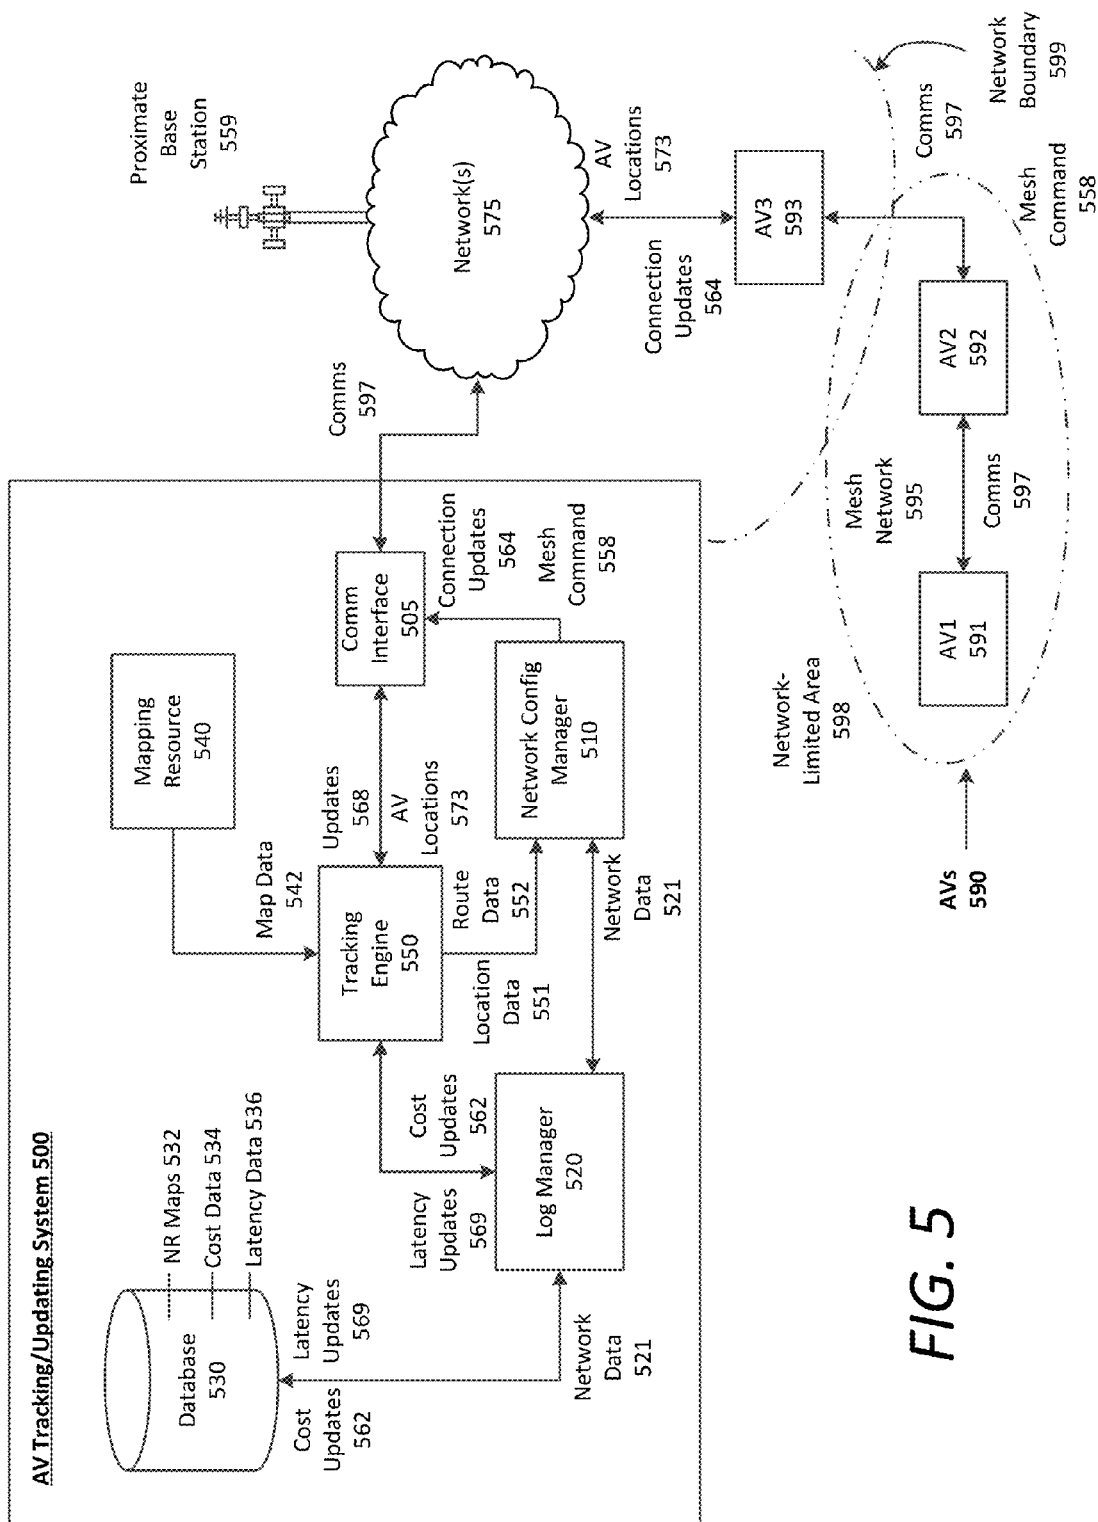 AV Tracking/Updating System 500
Database
530
NR Maps 532
Cost Data 534
Latency Data 536
Cost
Updates
562
Latency Updates
569
Network
Data
521
Latency
Updates
569
Cost
Updates
562
Log Manager
520
Map Data
542
Mapping
Resource
540
Tracking
Engine
550
Updates
568
AV
Locations
573
Location
Data
551
Route
Data
552
Network Data
521
Network Config
Manager
510
Comm
Interface
505
Connection
Updates
564
Mesh
Command
558
Comms
597
Proximate
Base
Station
559
Network(s)
575
Connection
Updates
564
AV
Locations
573
AV3
593
Network
Boundary
599
Comms
597
Mesh
Command
558
Network-
Limited Area
598
Mesh
Network
595
AV1
591
Comms
597
AV2
592
AVs
590
FIG. 5